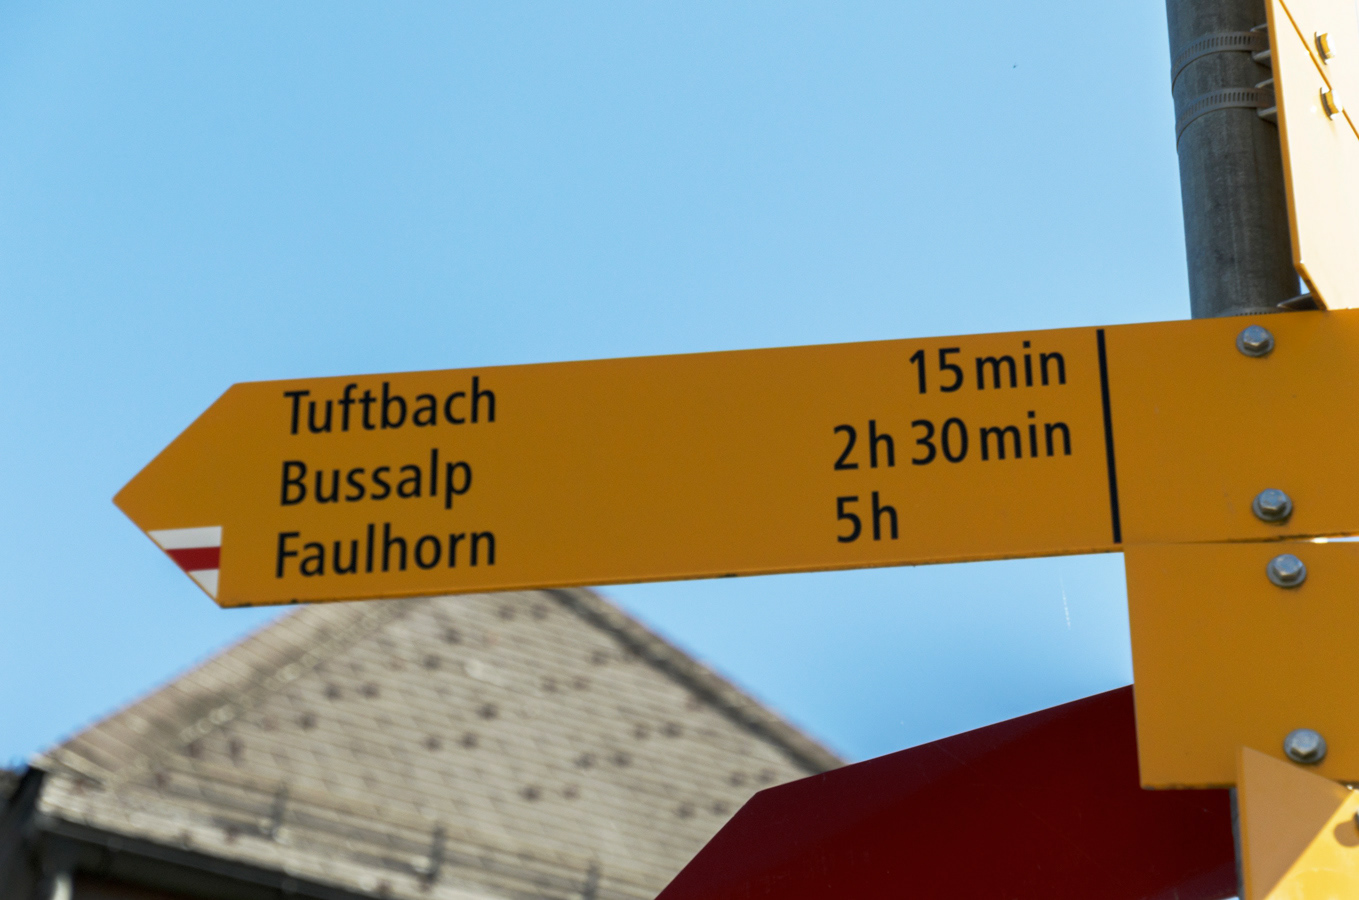 Tuftbach 15 min
Bussalp 2h 30 min
Faulhorn 5h